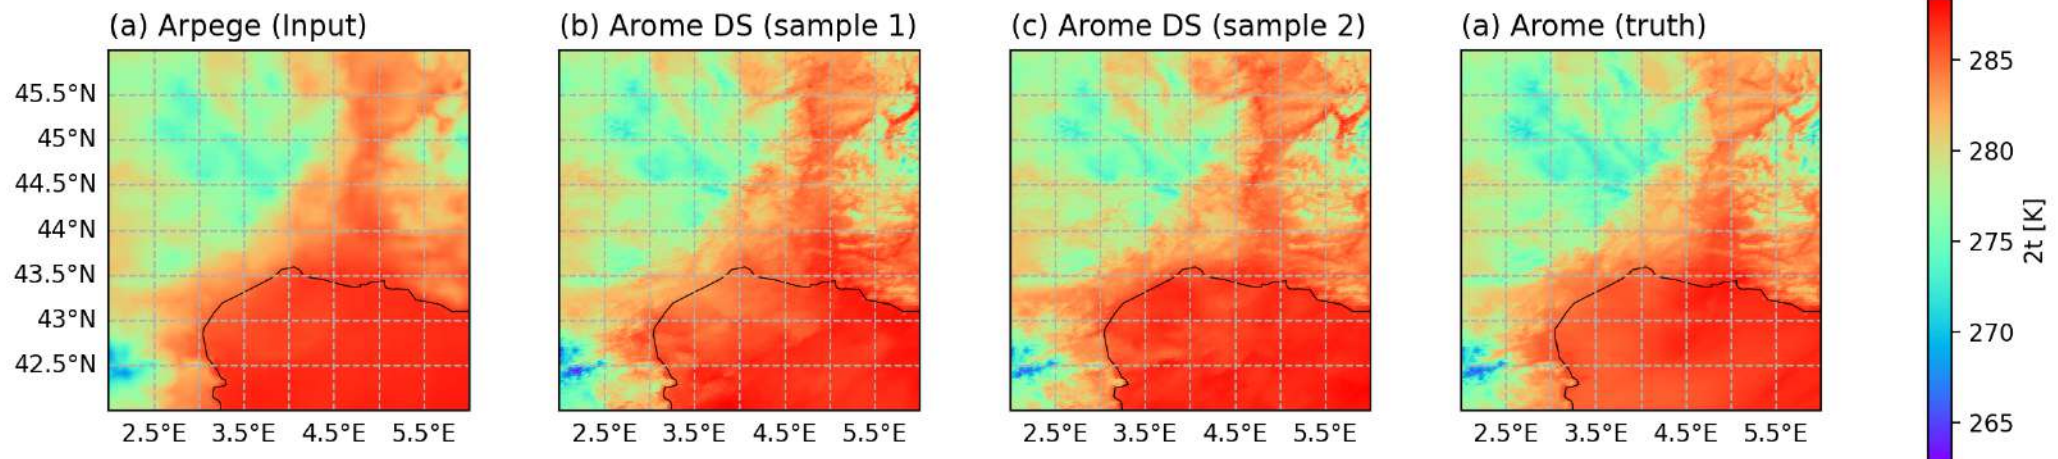 (a) Arpege (Input)
(b) Arome DS (sample 1)
(c) Arome DS (sample 2)
(a) Arome (truth)
45.5°N
45°N
44.5°N
44°N
43.5°N
43°N
42.5°N
2.5°E 3.5°E 4.5°E 5.5°E
2.5°E 3.5°E 4.5°E 5.5°E
2.5°E 3.5°E 4.5°E 5.5°E
2.5°E 3.5°E 4.5°E 5.5°E
285
280
275
270
265
2t [K]